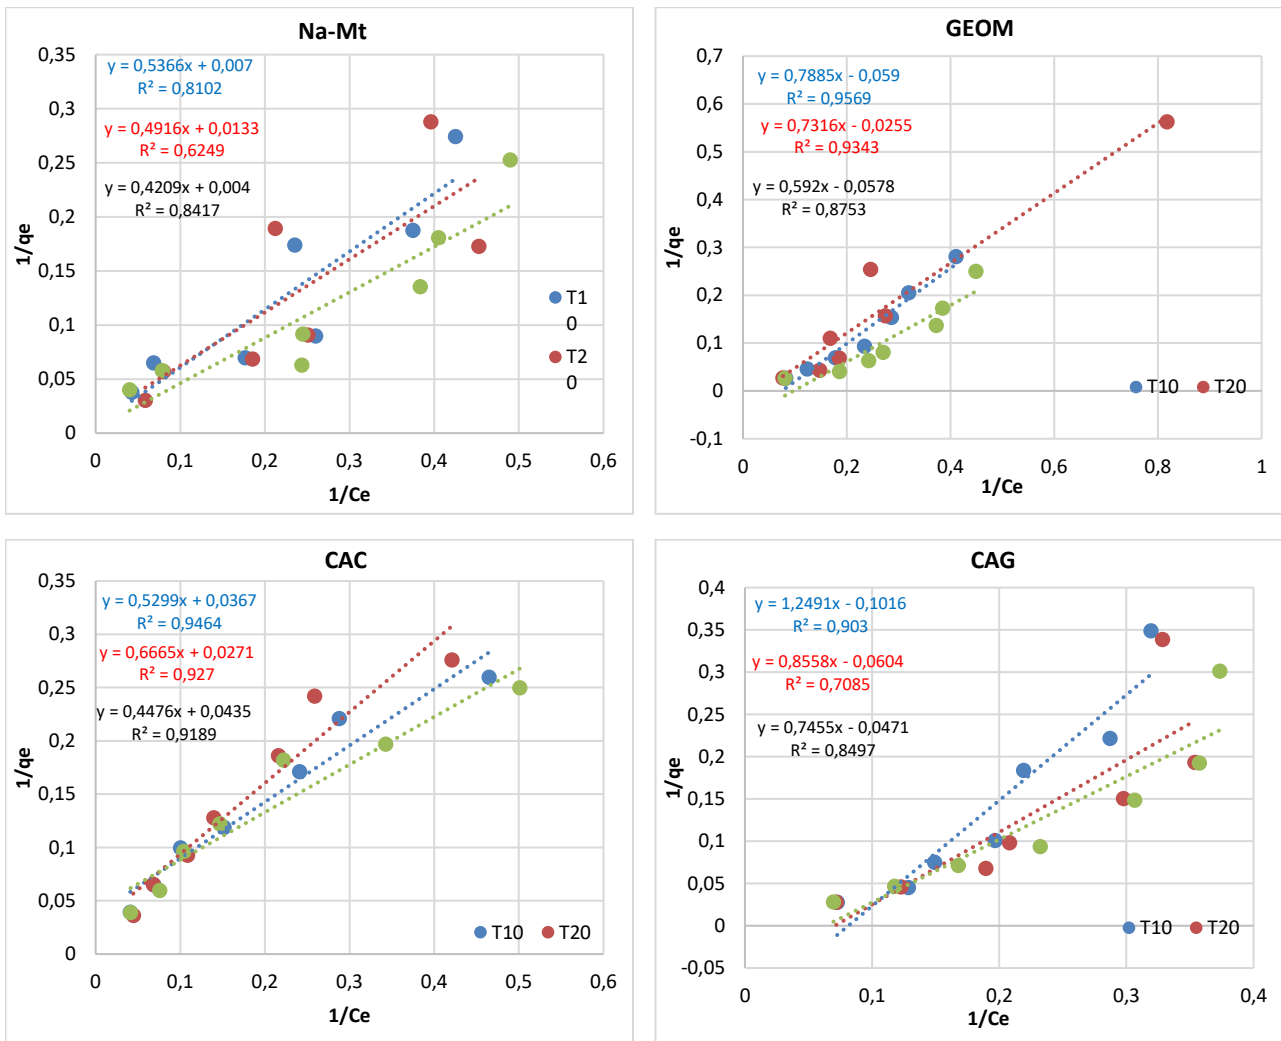 Na-Mt
0,35
0,3
0,25
0,2
0,15
0,1
0,05
0
y = 0,5366x + 0,007
R² = 0,8102
y = 0,4916x + 0,0133
R² = 0,6249
y = 0,4209x + 0,004
R² = 0,8417
1/qe
T1
0
T2
0
0 0,1 0,2 0,3 0,4 0,5 0,6
1/Ce
GEOM
0,7
0,6
0,5
0,4
0,3
0,2
0,1
0
-0,1
y = 0,7885x - 0,059
R² = 0,9569
y = 0,7316x - 0,0255
R² = 0,9343
y = 0,592x - 0,0578
R² = 0,8753
1/qe
T10 T20
0 0,2 0,4 0,6 0,8 1
1/Ce
CAC
0,35
0,3
0,25
0,2
0,15
0,1
0,05
0
y = 0,5299x + 0,0367
R² = 0,9464
y = 0,6665x + 0,0271
R² = 0,927
y = 0,4476x + 0,0435
R² = 0,9189
1/qe
T10 T20
0 0,1 0,2 0,3 0,4 0,5 0,6
1/Ce
CAG
0,4
0,35
0,3
0,25
0,2
0,15
0,1
0,05
0
-0,05
y = 1,2491x - 0,1016
R² = 0,903
y = 0,8558x - 0,0604
R² = 0,7085
y = 0,7455x - 0,0471
R² = 0,8497
1/qe
T10 T20
0 0,1 0,2 0,3 0,4
1/Ce